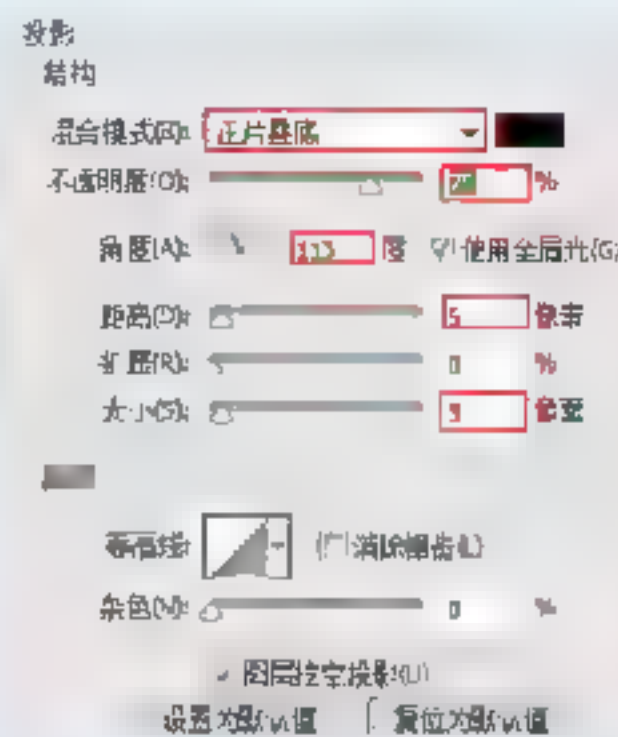 投影
结构
混合模式 正片叠底
不透明度(O): %
角度(A): 度 使用全局光(G)
距离(D): 5 像素
扩展(R): 0 %
大小(S): 像素
等高线: 消除锯齿(L)
杂色(N): 0 %
图层挖空投影(U)
设置为默认值 复位为默认值